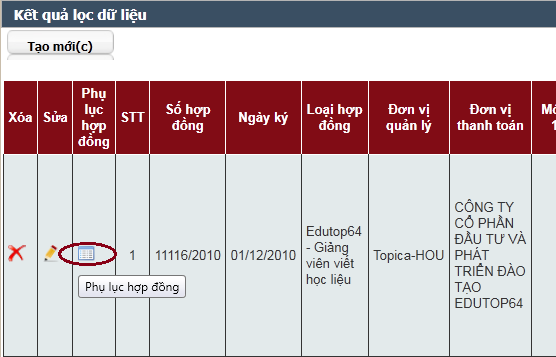 Kết quả lọc dữ liệu
Tạo mới(c)
Xóa
Sửa
Phụ
lục
hợp
đồng
STT
Số hợp
đồng
Ngày ký
Loại hợp
đồng
Đơn vị
quản lý
Đơn vị
thanh toán
1
11116/2010
01/12/2010
Edutop64
- Giảng
viên viết
học liệu
Topica-HOU
CÔNG TY
CỔ PHẦN
ĐẦU TƯ VÀ
PHÁT
TRIỂN ĐÀO
TẠO
EDUTOP64
Phụ lục hợp đồng